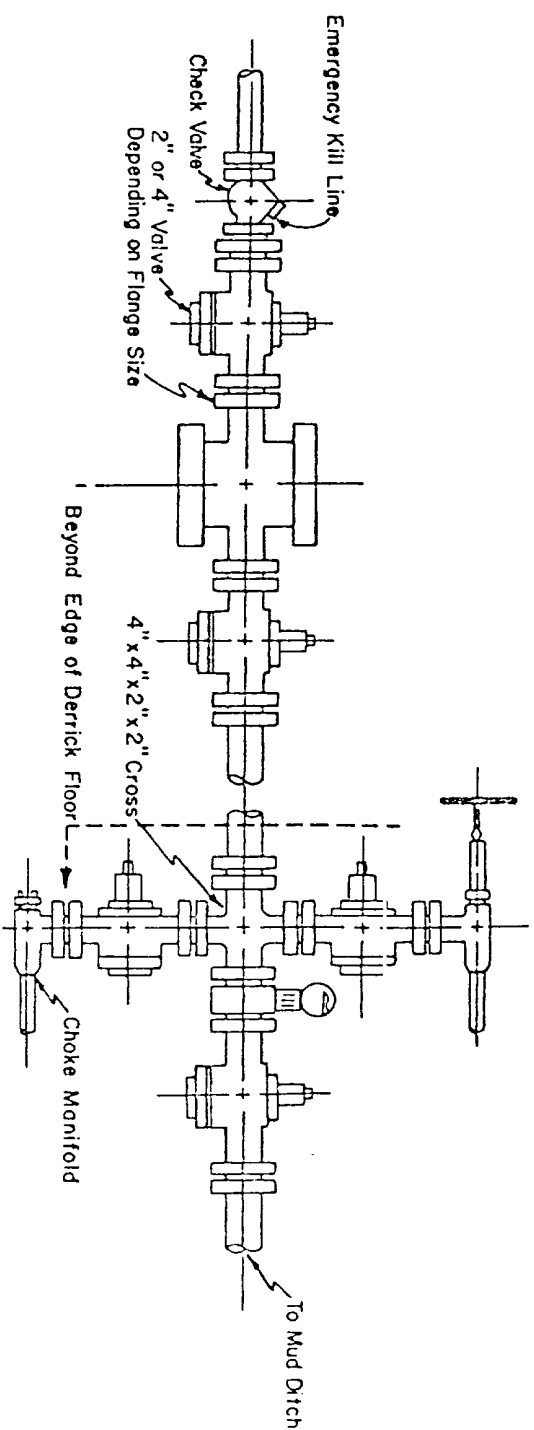 Emergency Kill Line
Check Valve
2" or 4" Valve
Depending on Flange Size
Beyond Edge of Derrick Floor
4"x4"x2"x2" Cross
Choke Manifold
To Mud Ditch